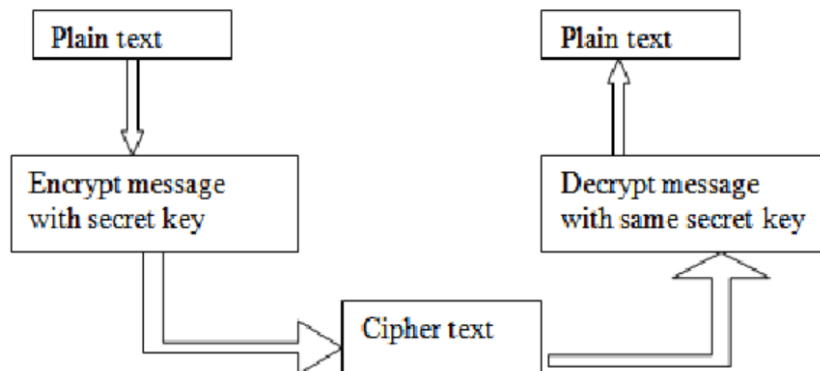 Plain text
Plain text
Encrypt message
with secret key
Decrypt message
with same secret key
Cipher text